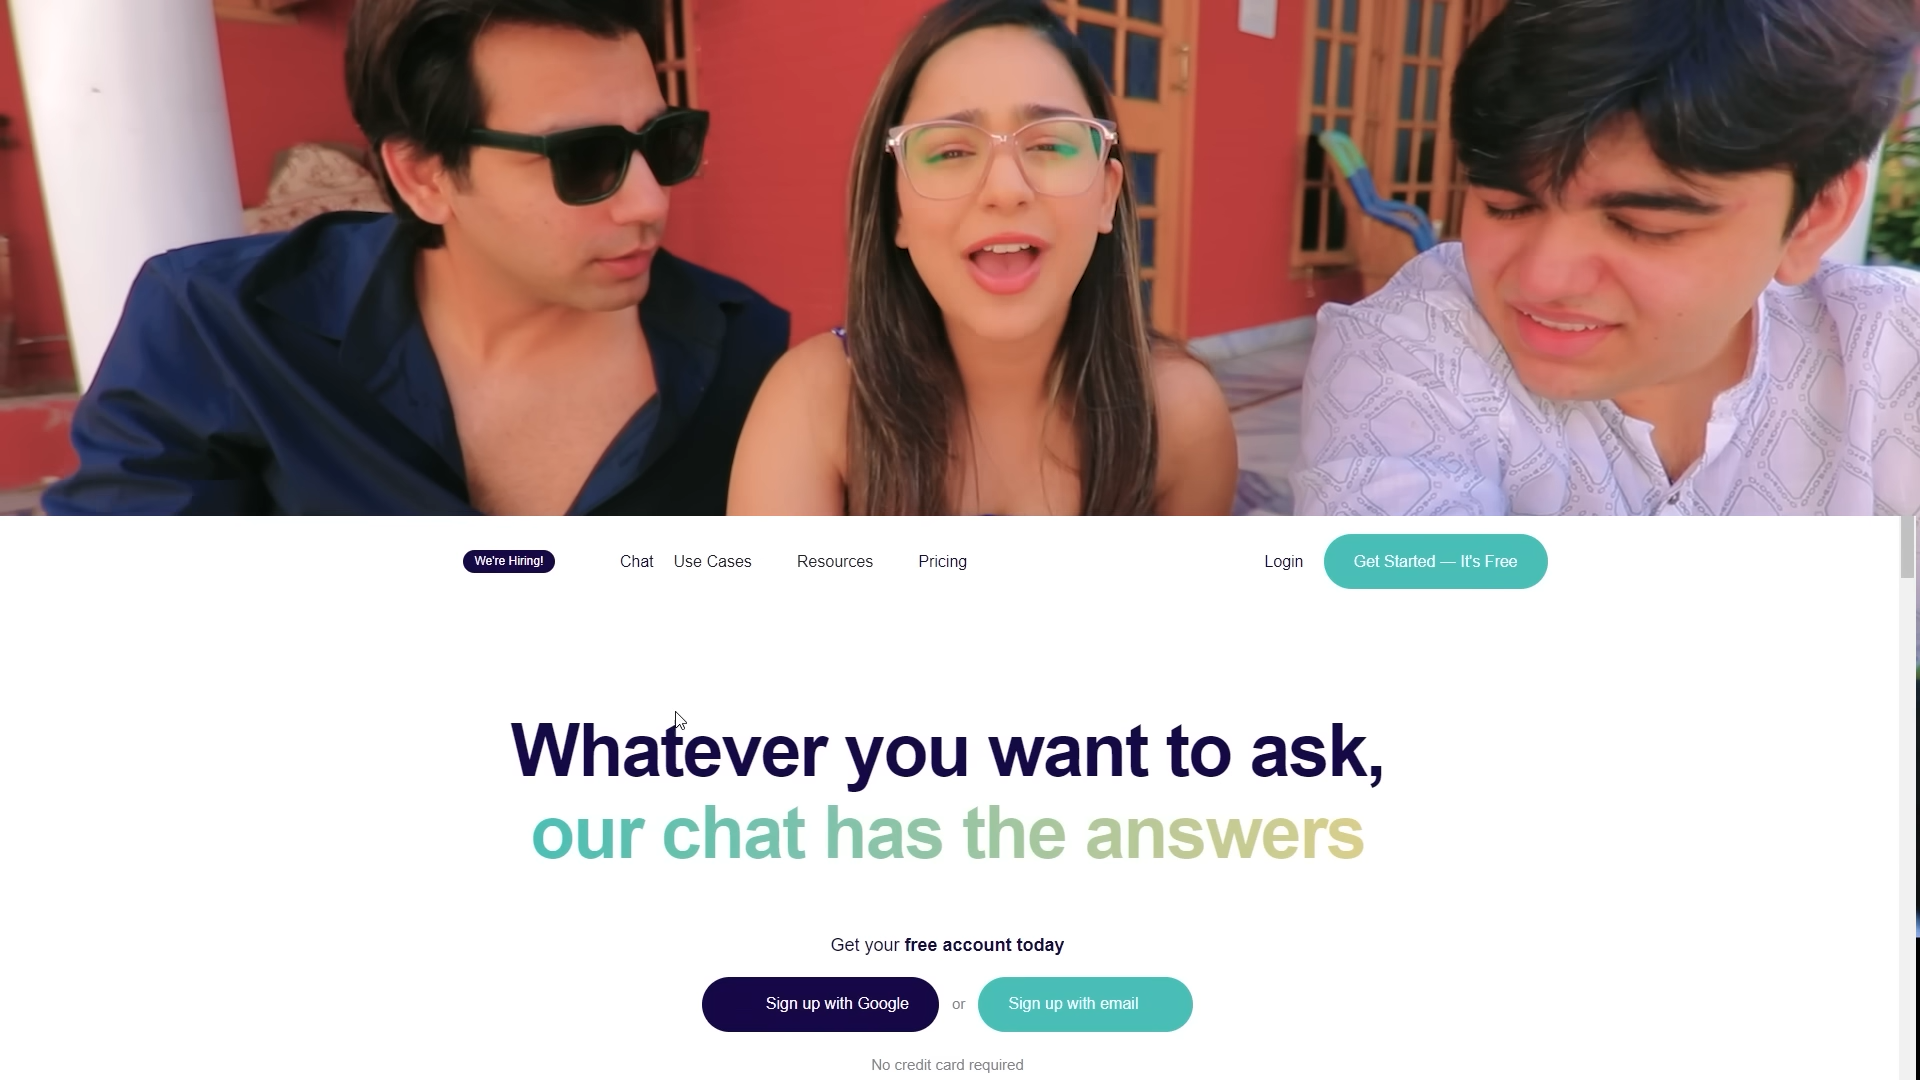 We're Hiring!
Chat Use Cases Resources Pricing
Login
Get Started — It's Free
Whatever you want to ask,
our chat has the answers
Get your free account today
Sign up with Google or Sign up with email
No credit card required